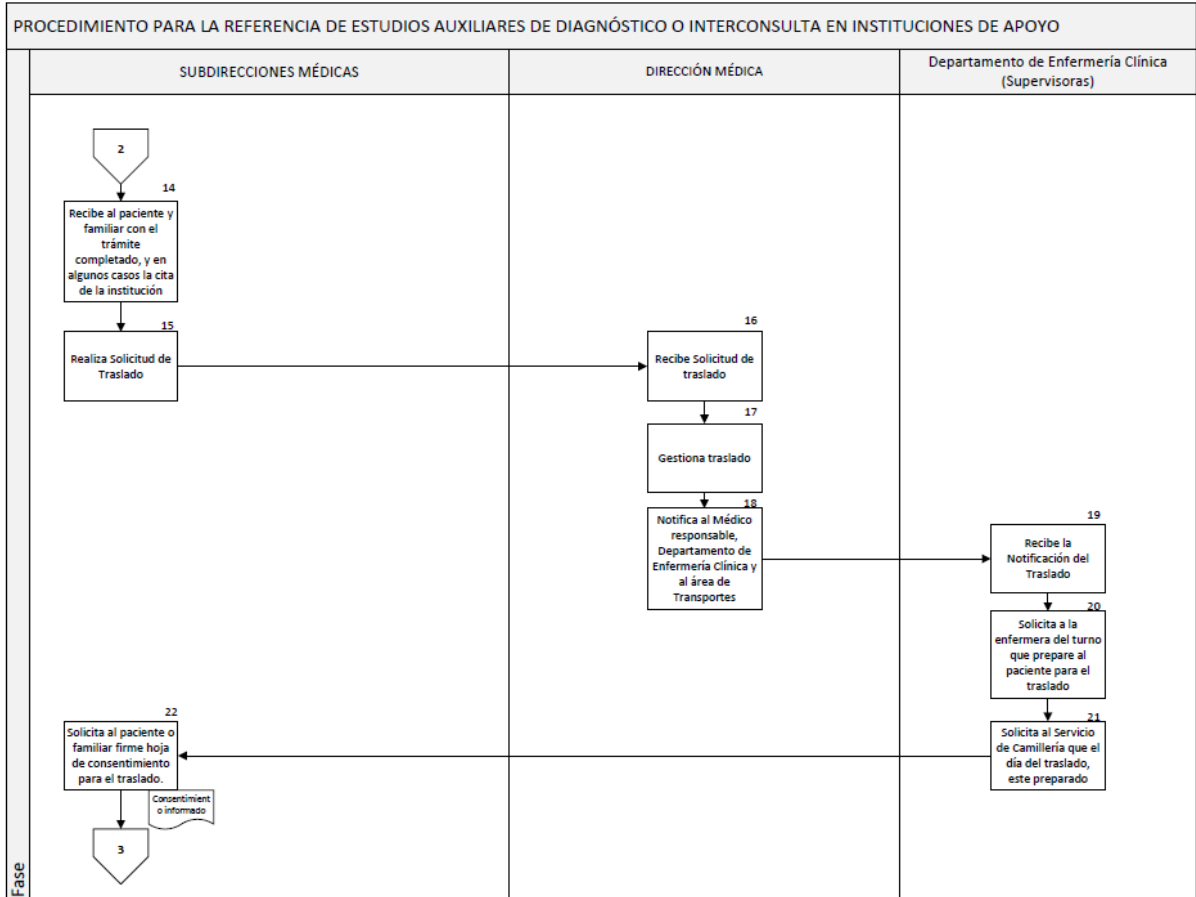 PROCEDIMIENTO PARA LA REFERENCIA DE ESTUDIOS AUXILIARES DE DIAGNÓSTICO O INTERCONSULTA EN INSTITUCIONES DE APOYO
SUBDIRECCIONES MÉDICAS
DIRECCIÓN MÉDICA
Departamento de Enfermería Clínica
(Supervisoras)
2
14
Recibe al paciente y
familiar con el
trámite
completado, y en
algunos casos la cita
de la institución
15
Realiza Solicitud de
Traslado
16
Recibe Solicitud de
traslado
17
Gestiona traslado
18
Notifica al Médico
responsable,
Departamento de
Enfermería Clínica y
al área de
Transportes
19
Recibe la
Notificación del
Traslado
20
Solicita a la
enfermera del turno
que prepare al
paciente para el
traslado
21
Solicita al Servicio
de Camillería que el
día del traslado,
este preparado
22
Solicita al paciente o
familiar firme hoja
de consentimiento
para el traslado.
Consentimient
o informado
3
Fase